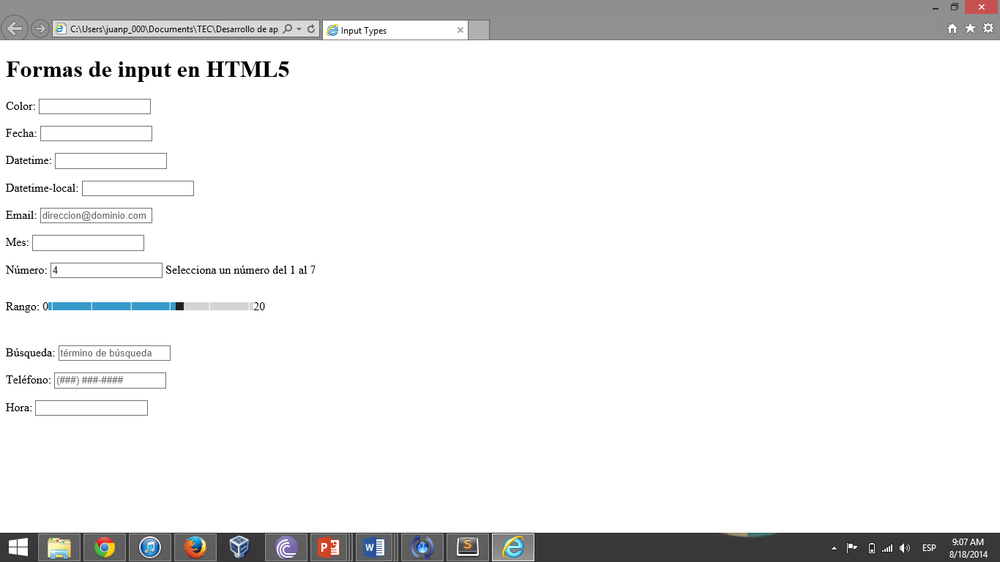 C:\Users\juanp_000\Documents\TEC\Desarrollo de ap
Input Types
Formas de input en HTML5
Color:
Fecha:
Datetime:
Datetime-local:
Email: direccion@dominio.com
Mes:
Número: 4 Selecciona un número del 1 al 7
Rango: 0 20
Búsqueda: término de búsqueda
Teléfono: (###) ###-####
Hora:
ESP
9:07 AM
8/18/2014